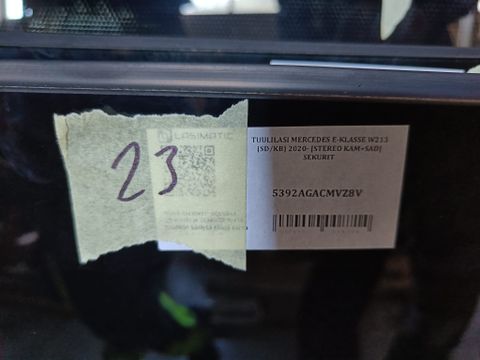 LASIMATIC
23
TUULILASI MERCEDES E-KLASSE W213
(SD/KB) 2020- [STEREO KAM+SAD]
SEKURIT
5392AGACMVZ8V